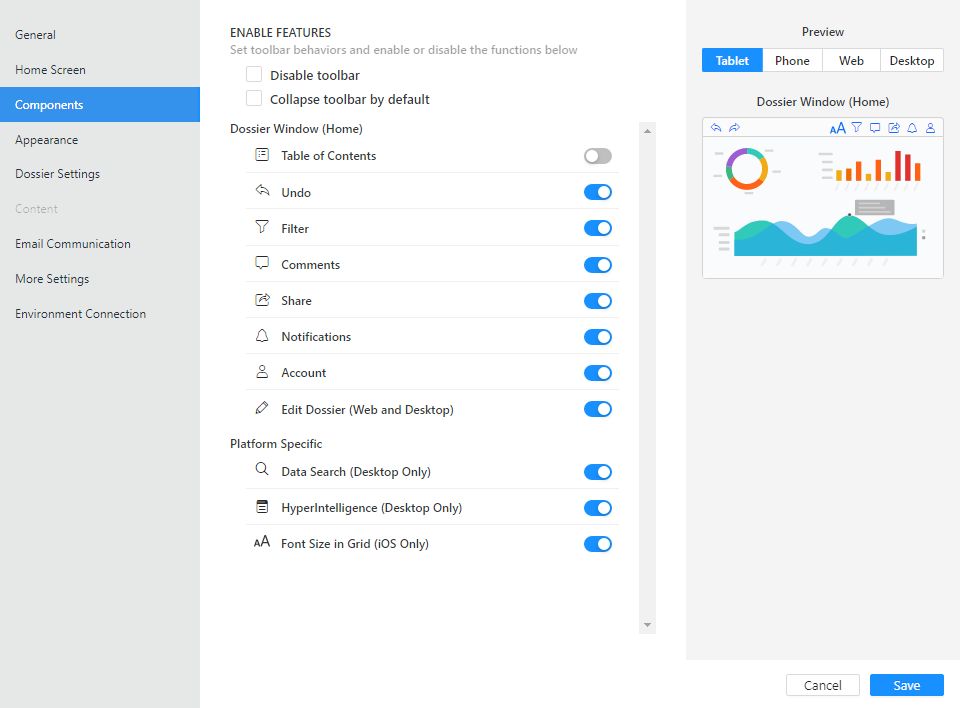 General
Home Screen
Components
Appearance
Dossier Settings
Content
Email Communication
More Settings
Environment Connection
ENABLE FEATURES
Set toolbar behaviors and enable or disable the functions below
Disable toolbar
Collapse toolbar by default
Dossier Window (Home)
Table of Contents
Undo
Filter
Comments
Share
Notifications
Account
Edit Dossier (Web and Desktop)
Platform Specific
Data Search (Desktop Only)
HyperIntelligence (Desktop Only)
AA Font Size in Grid (iOS Only)
Preview
Tablet Phone Web Desktop
Dossier Window (Home)
AA
Cancel Save